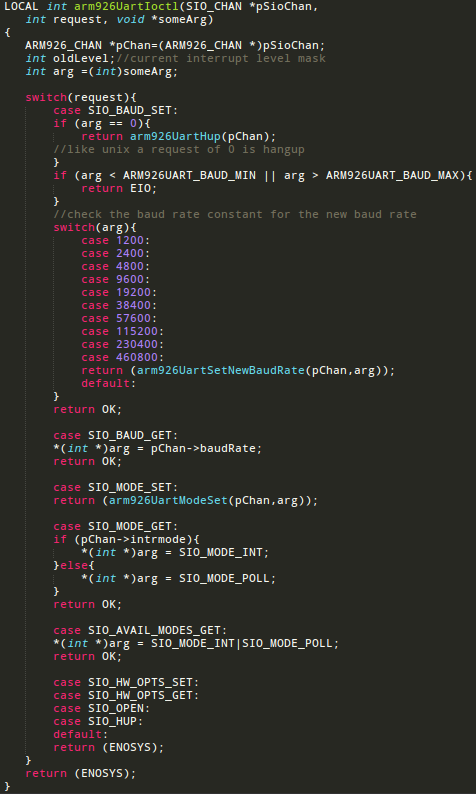 LOCAL int arm926UartIoctl(SIO_CHAN *pSioChan,
int request, void *someArg)
{
ARM926_CHAN *pChan=(ARM926_CHAN *)pSioChan;
int oldLevel;//current interrupt level mask
int arg =(int)someArg;
switch(request){
case SIO_BAUD_SET:
if (arg == 0){
return arm926UartHup(pChan);
//like unix a request of 0 is hangup
}
if (arg < ARM926UART_BAUD_MIN || arg > ARM926UART_BAUD_MAX){
return EIO;
}
//check the baud rate constant for the new baud rate
switch(arg){
case 1200:
case 2400:
case 4800:
case 9600:
case 19200:
case 38400:
case 57600:
case 115200:
case 230400:
case 460800:
return (arm926UartSetNewBaudRate(pChan,arg));
default:
}
return OK;
case SIO_BAUD_GET:
*(int *)arg = pChan->baudRate;
return OK;
case SIO_MODE_SET:
return (arm926UartModeSet(pChan,arg));
case SIO_MODE_GET:
if (pChan->intrmode){
*(int *)arg = SIO_MODE_INT;
}else{
*(int *)arg = SIO_MODE_POLL;
}
return OK;
case SIO_AVAIL_MODES_GET:
*(int *)arg = SIO_MODE_INT|SIO_MODE_POLL;
return OK;
case SIO_HW_OPTS_SET:
case SIO_HW_OPTS_GET:
case SIO_OPEN:
case SIO_HUP:
default:
return (ENOSYS);
}
return (ENOSYS);
}